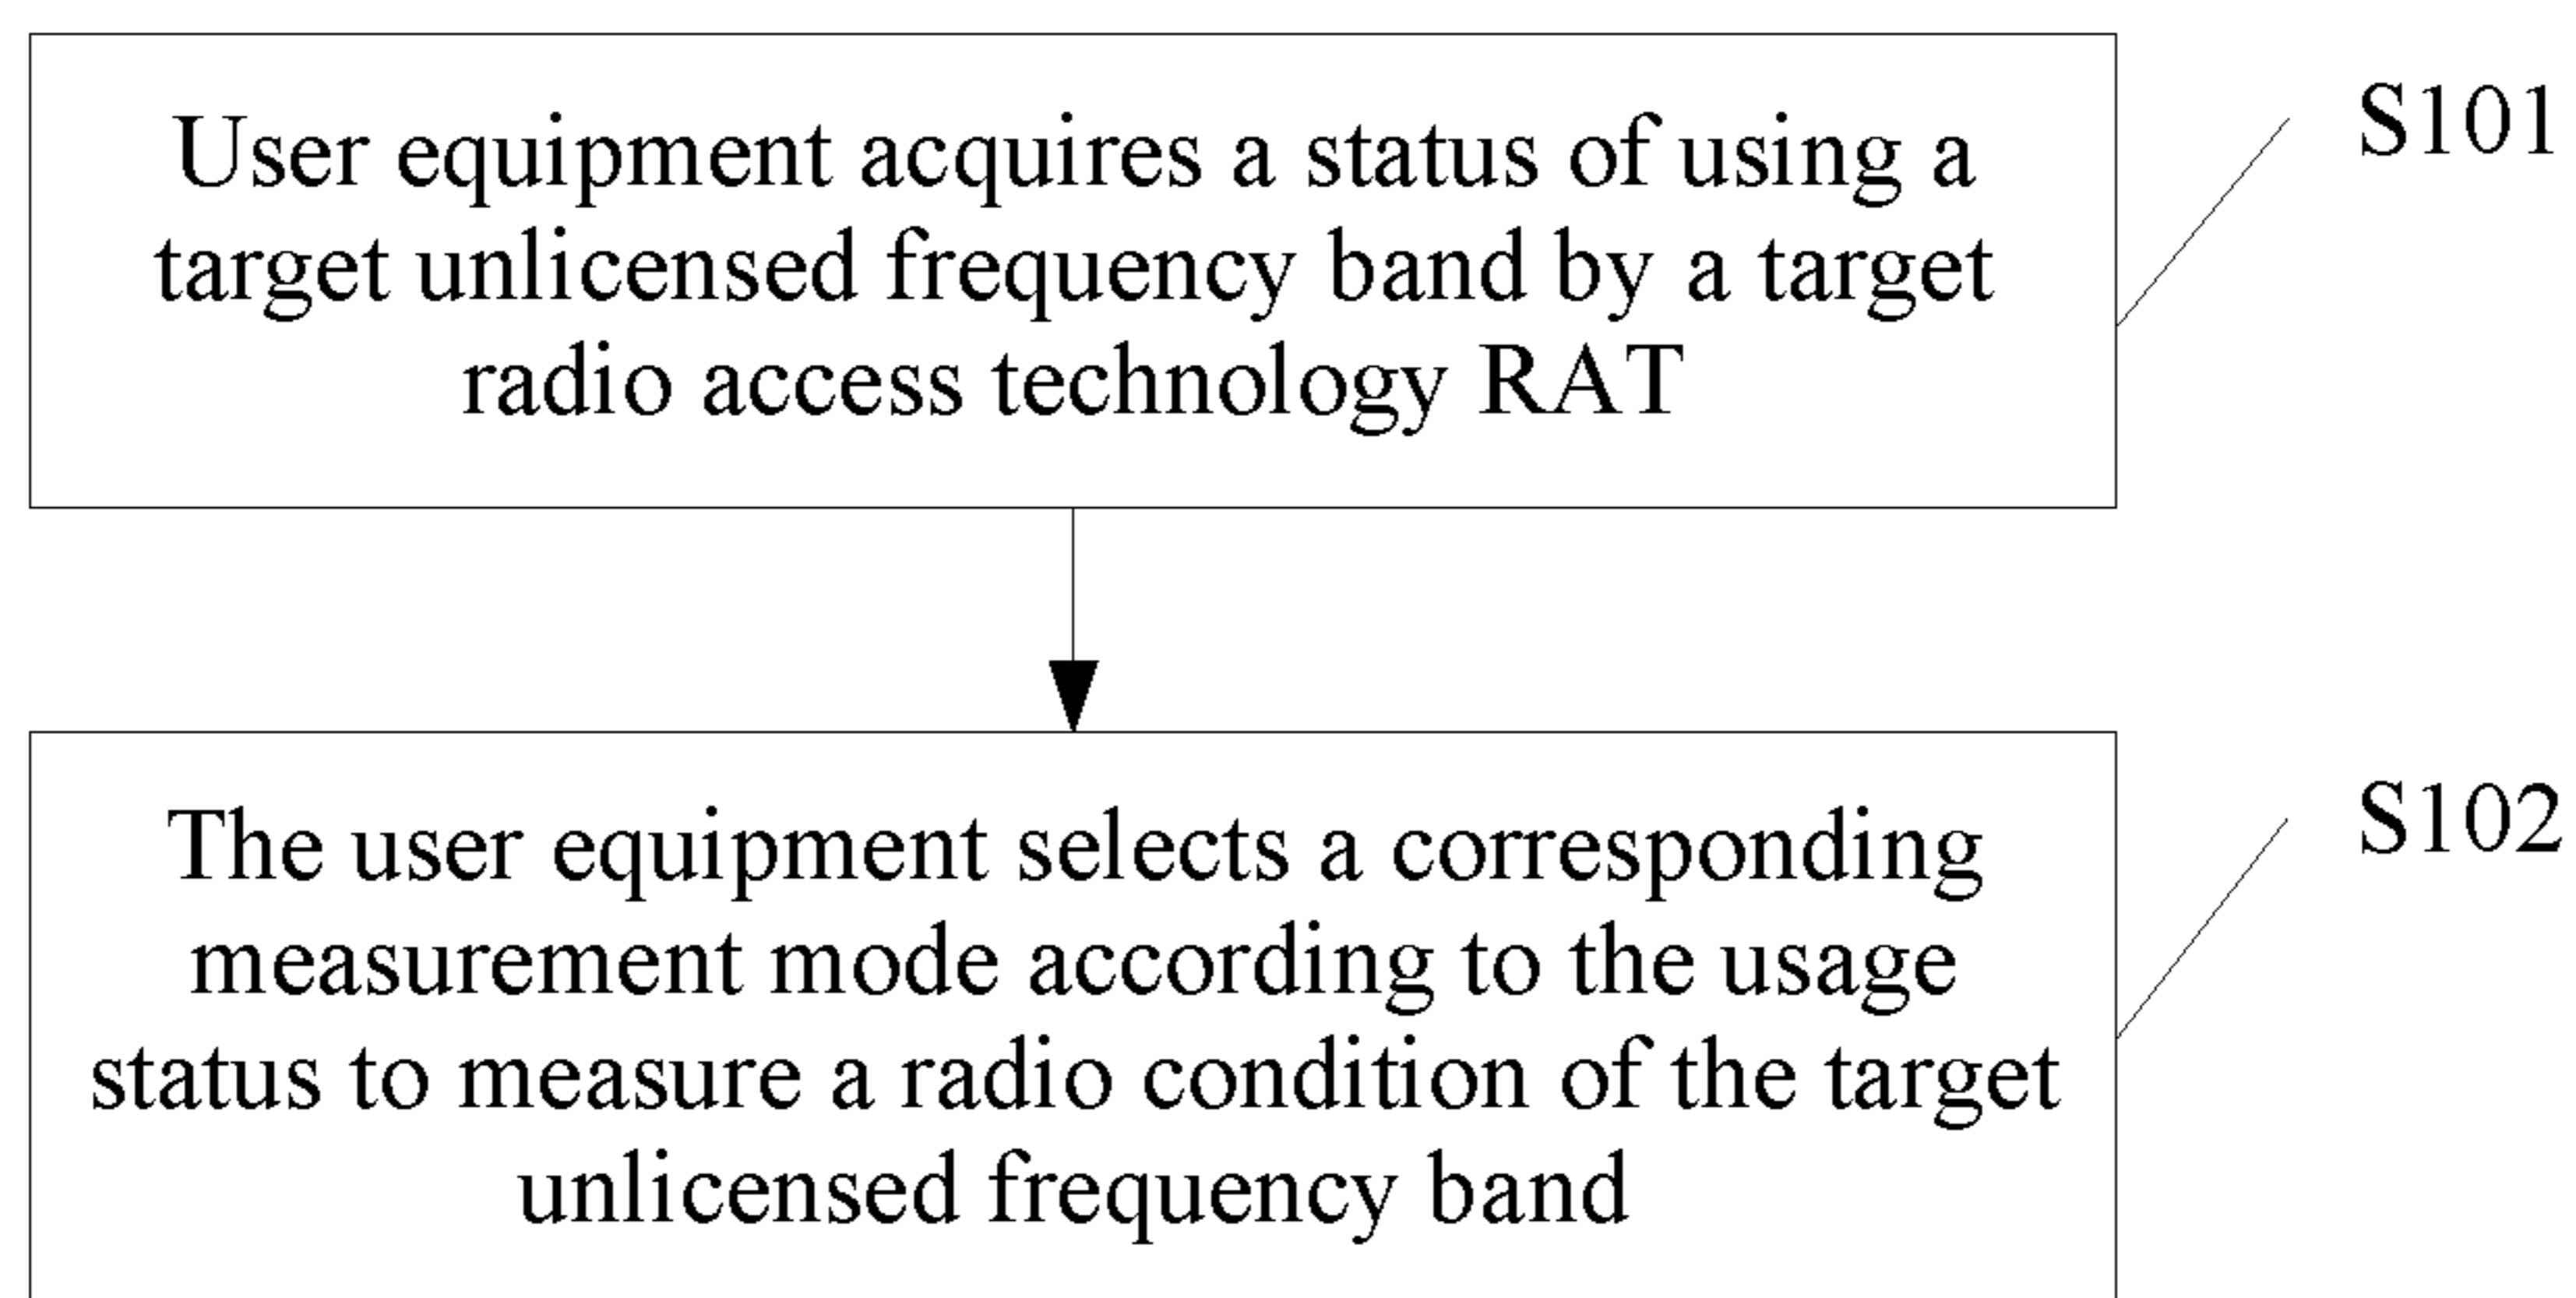 User equipment acquires a status of using a
target unlicensed frequency band by a target
radio access technology RAT
S101
The user equipment selects a corresponding
measurement mode according to the usage
status to measure a radio condition of the target
unlicensed frequency band
S102